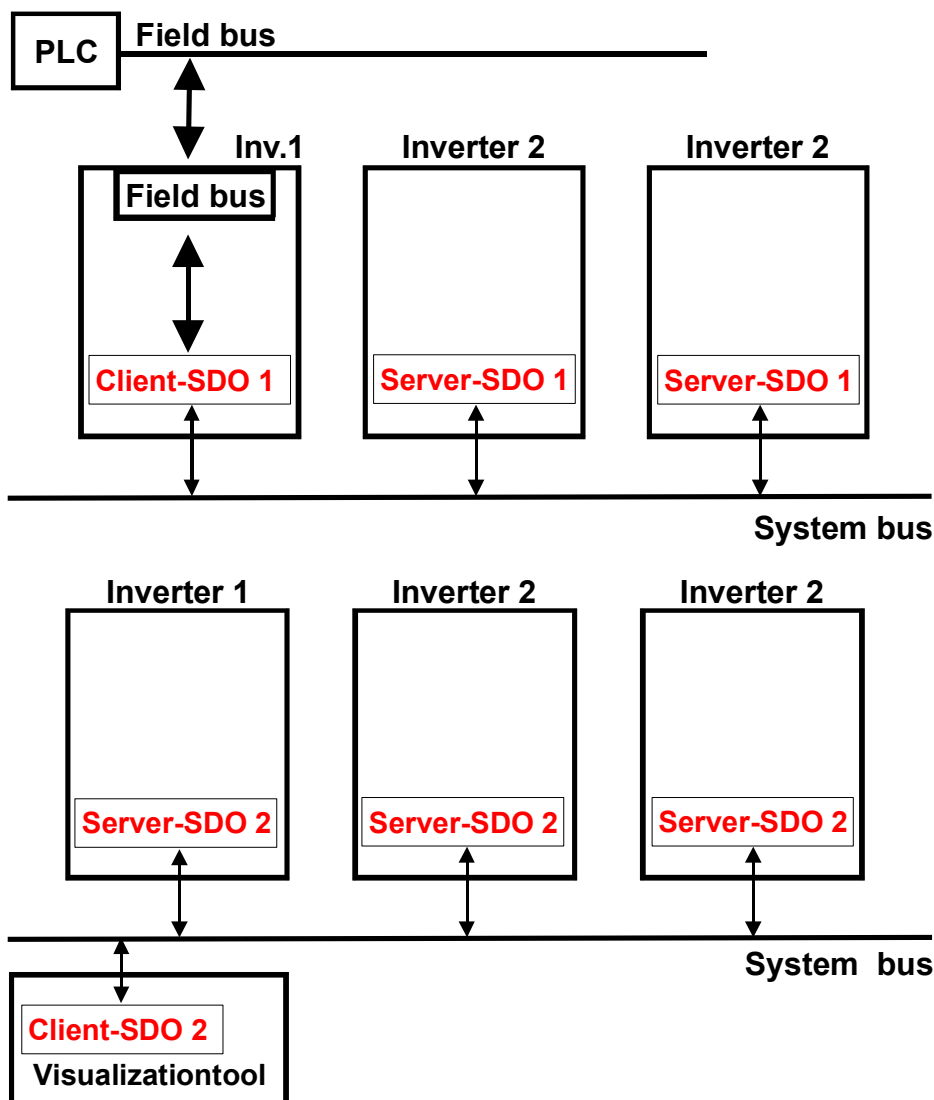 PLC
Field bus
Inv.1
Inverter 2
Inverter 2
Field bus
Client-SDO 1
Server-SDO 1
Server-SDO 1
System bus
Inverter 1
Inverter 2
Inverter 2
Server-SDO 2
Server-SDO 2
Server-SDO 2
System bus
Client-SDO 2
Visualizationtool